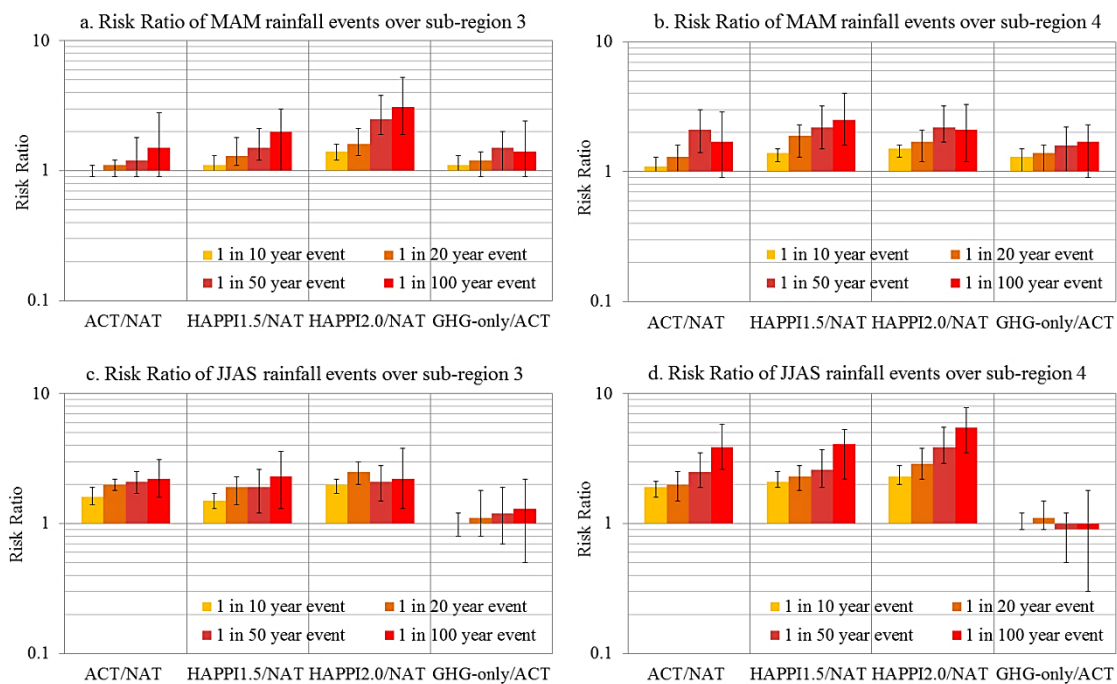 a. Risk Ratio of MAM rainfall events over sub-region 3
10
1
0.1
Risk Ratio
1 in 10 year event
1 in 20 year event
1 in 50 year event
1 in 100 year event
ACT/NAT
HAPPI1.5/NAT
HAPPI2.0/NAT
GHG-only/ACT
b. Risk Ratio of MAM rainfall events over sub-region 4
10
1
0.1
Risk Ratio
1 in 10 year event
1 in 20 year event
1 in 50 year event
1 in 100 year event
ACT/NAT
HAPPI1.5/NAT
HAPPI2.0/NAT
GHG-only/ACT
c. Risk Ratio of JJAS rainfall events over sub-region 3
10
1
0.1
Risk Ratio
1 in 10 year event
1 in 20 year event
1 in 50 year event
1 in 100 year event
ACT/NAT
HAPPI1.5/NAT
HAPPI2.0/NAT
GHG-only/ACT
d. Risk Ratio of JJAS rainfall events over sub-region 4
10
1
0.1
Risk Ratio
1 in 10 year event
1 in 20 year event
1 in 50 year event
1 in 100 year event
ACT/NAT
HAPPI1.5/NAT
HAPPI2.0/NAT
GHG-only/ACT